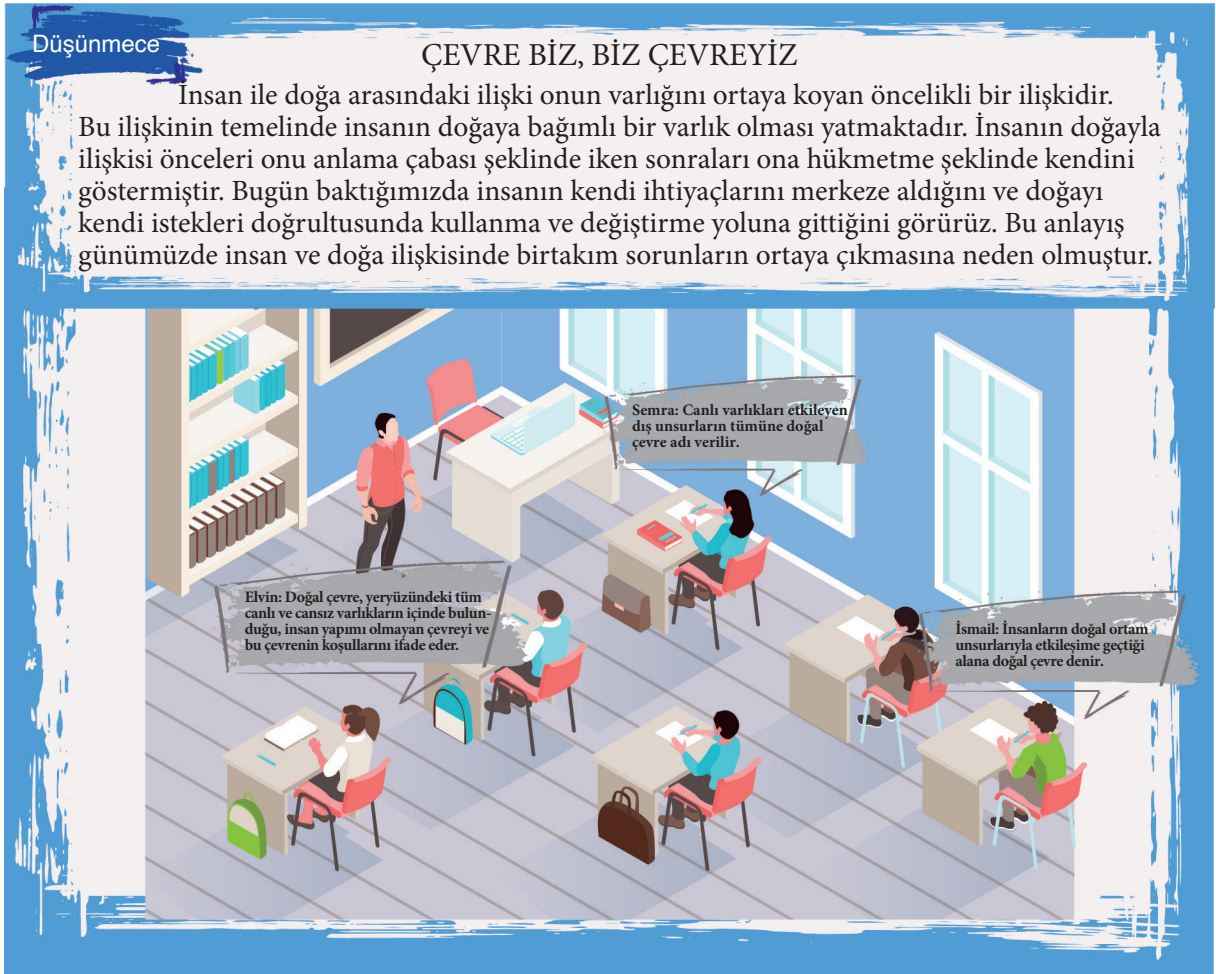 Düşünmece
ÇEVRE BİZ, BİZ ÇEVREYİZ
İnsan ile doğa arasındaki ilişki onun varlığını ortaya koyan öncelikli bir ilişkidir.
Bu ilişkinin temelinde insanın doğaya bağımlı bir varlık olması yatmaktadır. İnsanın doğayla
ilişkisi önceleri onu anlama çabası şeklinde iken sonraları ona hükmetme şeklinde kendini
göstermiştir. Bugün baktığımızda insanın kendi ihtiyaçlarını merkeze aldığını ve doğayı
kendi istekleri doğrultusunda kullanma ve değiştirme yoluna gittiğini görürüz. Bu anlayış
günümüzde insan ve doğa ilişkisinde birtakım sorunların ortaya çıkmasına neden olmuştur.
Semra: Canlı varlıkları etkileyen
dış unsurların tümüne doğal
çevre adı verilir.
Elvin: Doğal çevre, yeryüzündeki tüm
canlı ve cansız varlıkların içinde bulun-
duğu, insan yapımı olmayan çevreyi ve
bu çevrenin koşullarını ifade eder.
İsmail: İnsanların doğal ortam
unsurlarıyla etkileşime geçtiği
alana doğal çevre denir.